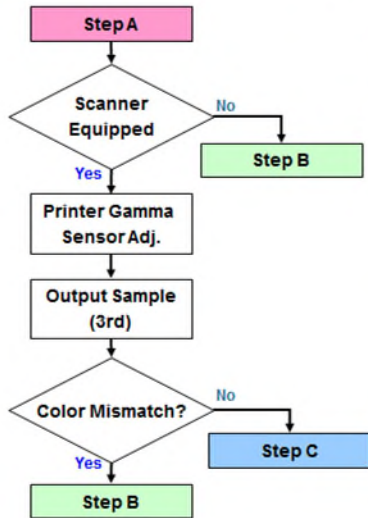 Step A
Scanner
Equipped
No
Step B
Yes
Printer Gamma
Sensor Adj.
Output Sample
(3rd)
Color Mismatch?
No
Step C
Yes
Step B